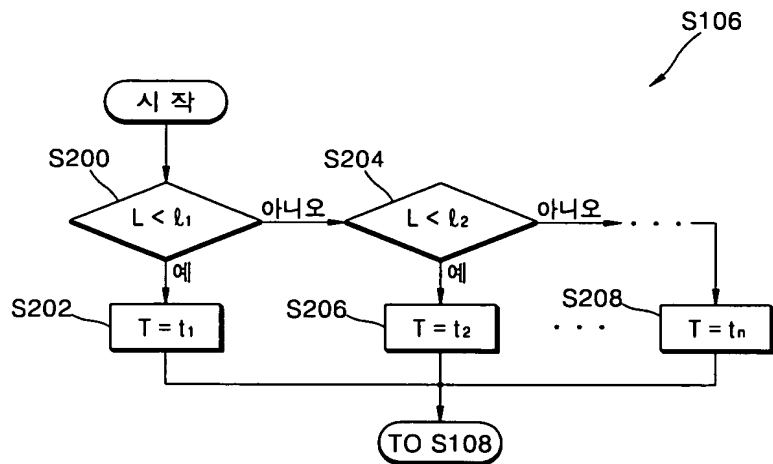 S106
시 작
S200
S204
L < ℓ₁
아니오
L < ℓ₂
아니오
· · · ·
예
예
S202
S206
S208
T = t₁
T = t₂
· · ·
T = tₙ
TO S108